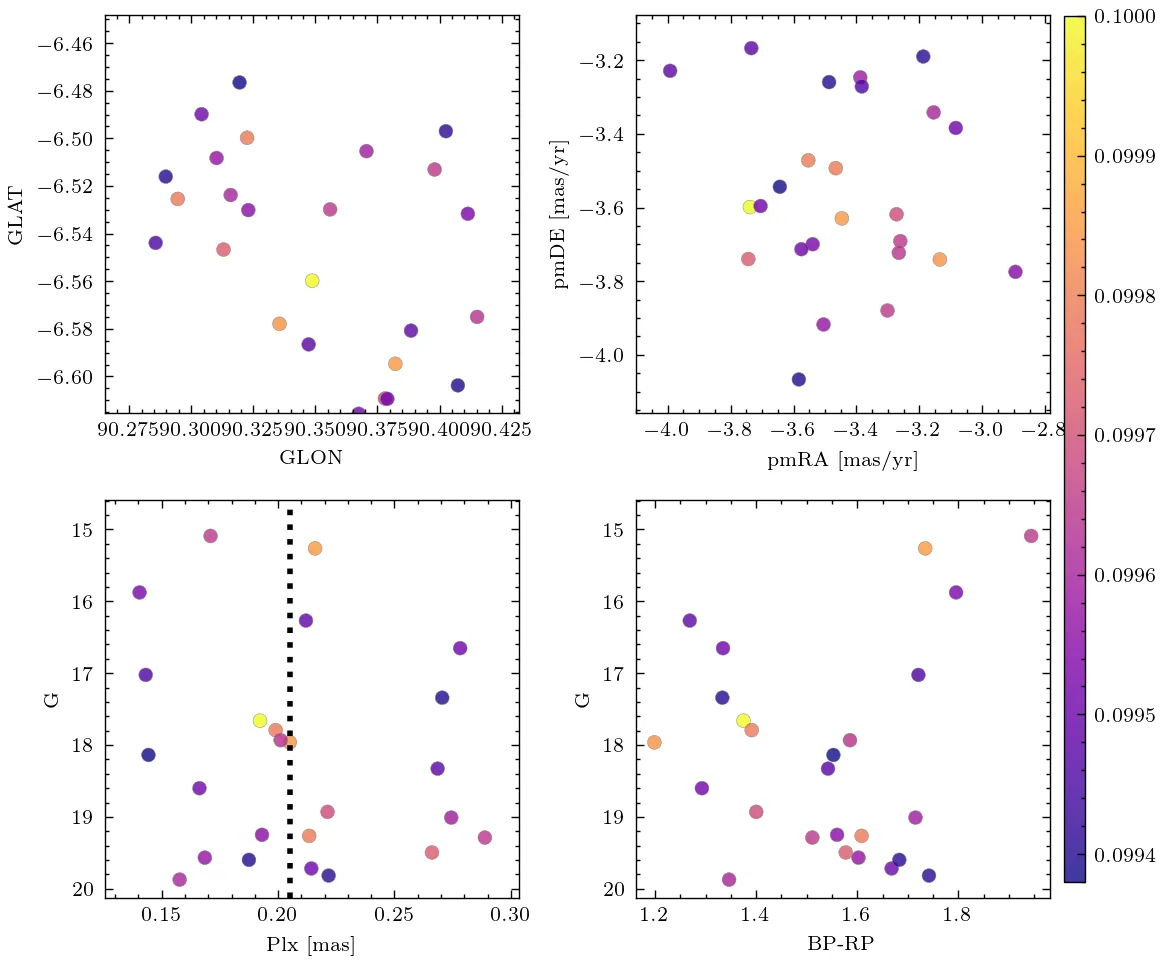 −6.46
−6.48
−6.50
−6.52
−6.54
−6.56
−6.58
−6.60
GLAT
90.275 90.300 90.325 90.350 90.375 90.400 90.425
GLON
−3.2
−3.4
−3.6
−3.8
−4.0
pmDE [mas/yr]
−4.0 −3.8 −3.6 −3.4 −3.2 −3.0 −2.8
pmRA [mas/yr]
0.1000
0.0999
0.0998
0.0997
0.0996
0.0995
0.0994
15
16
17
18
19
20
G
0.15 0.20 0.25 0.30
Plx [mas]
15
16
17
18
19
20
G
1.2 1.4 1.6 1.8
BP-RP